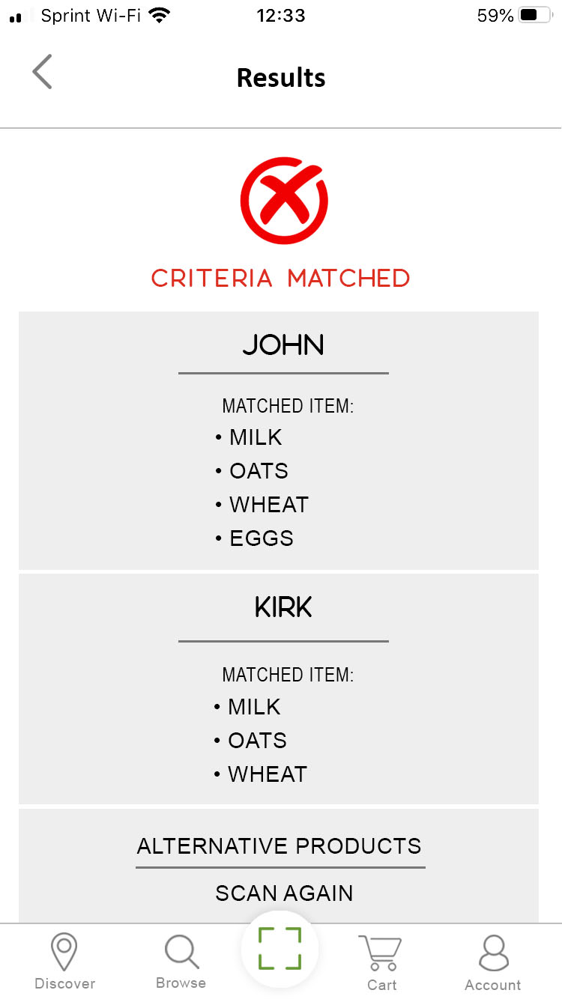 Sprint Wi-Fi 12:33 59%
Results
CRITERIA MATCHED
JOHN
MATCHED ITEM:
• MILK
• OATS
• WHEAT
• EGGS
KIRK
MATCHED ITEM:
• MILK
• OATS
• WHEAT
ALTERNATIVE PRODUCTS
SCAN AGAIN
Discover Browse Cart Account